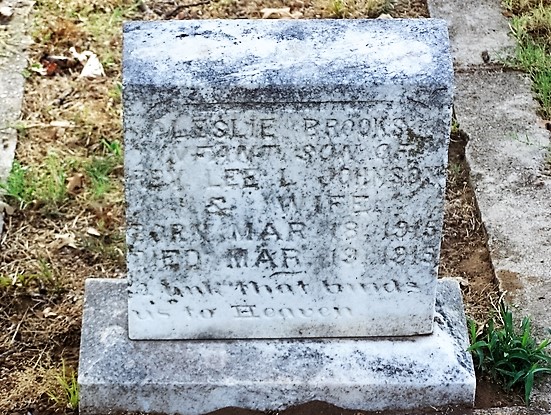 LESLIE BROOKS
INFANT SON OF
LEE L. JOHNSON
& WIFE
BORN MAR 18, 1915
DIED MAR 19, 1915
A link that binds
us to Heaven